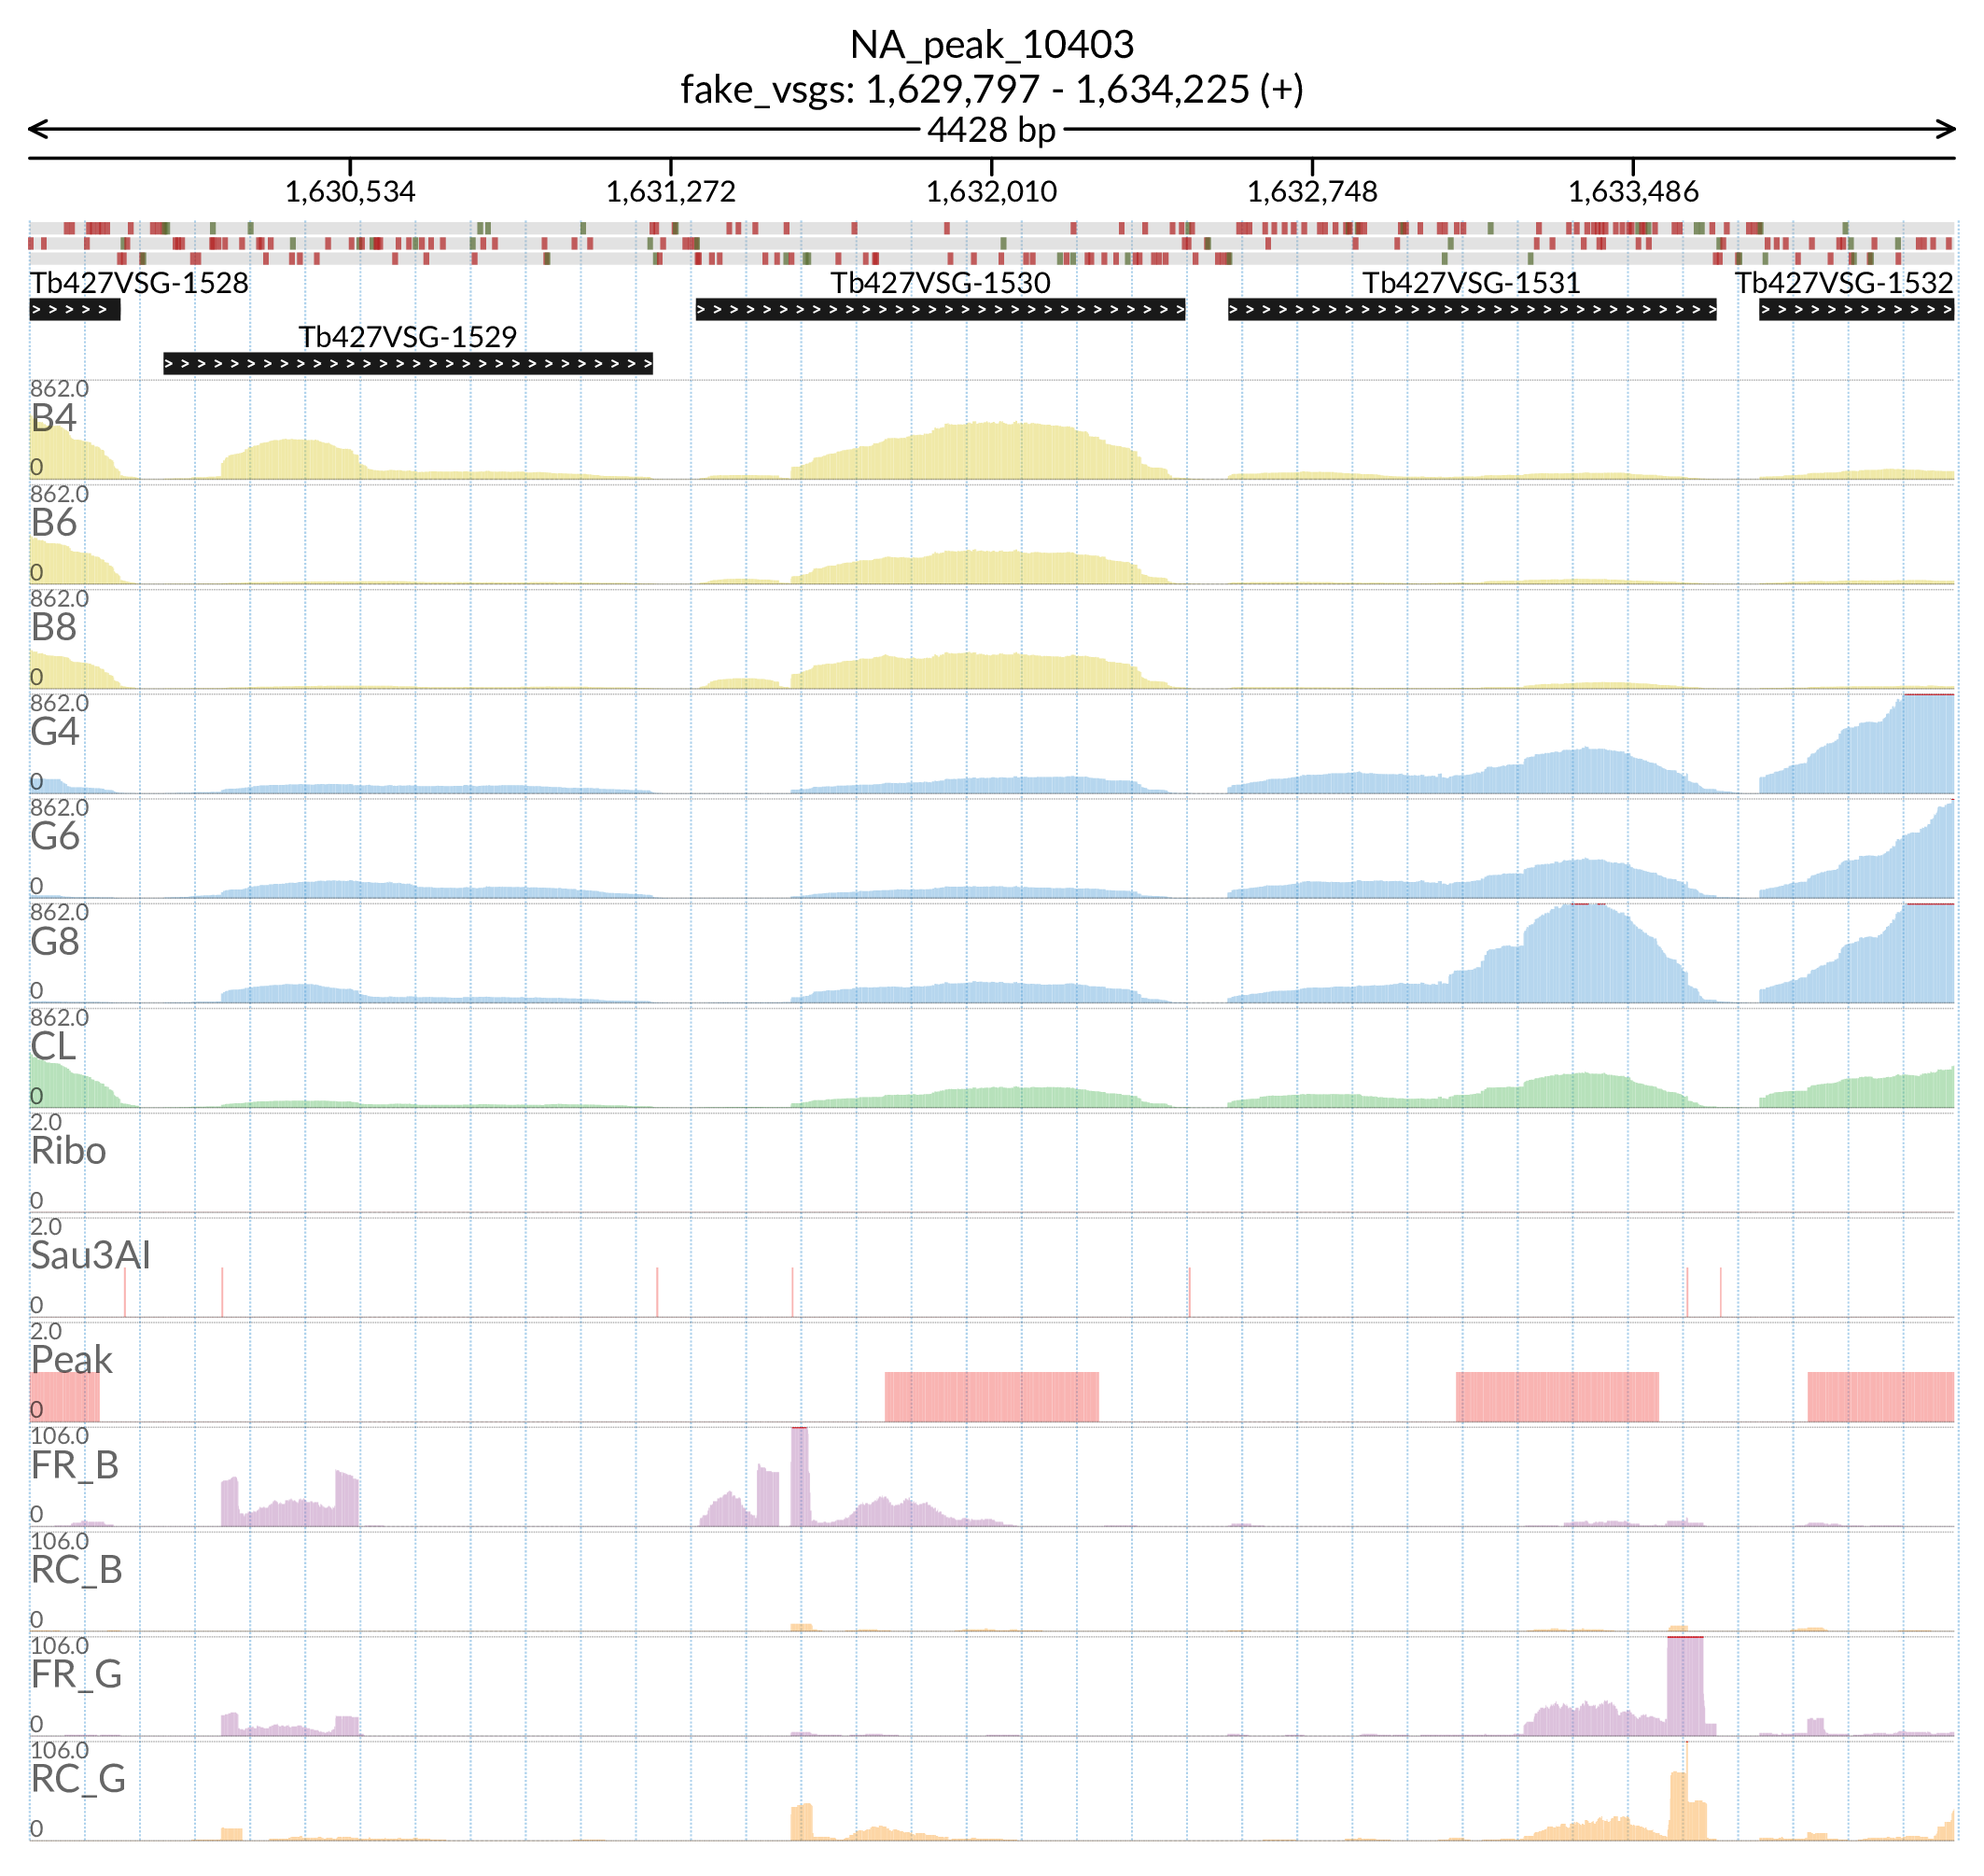 NA_peak_10403
fake_vsgs: 1,629,797 - 1,634,225 (+)
4428 bp
1,630,534 1,631,272 1,632,010 1,632,748 1,633,486
Tb427VSG-1528 Tb427VSG-1530 Tb427VSG-1531 Tb427VSG-1532
Tb427VSG-1529
862.0
B4
0
862.0
B6
0
862.0
B8
0
862.0
G4
0
862.0
G6
0
862.0
G8
0
862.0
CL
0
2.0
Ribo
0
2.0
Sau3AI
0
2.0
Peak
0
106.0
FR_B
0
106.0
RC_B
0
106.0
FR_G
0
106.0
RC_G
0